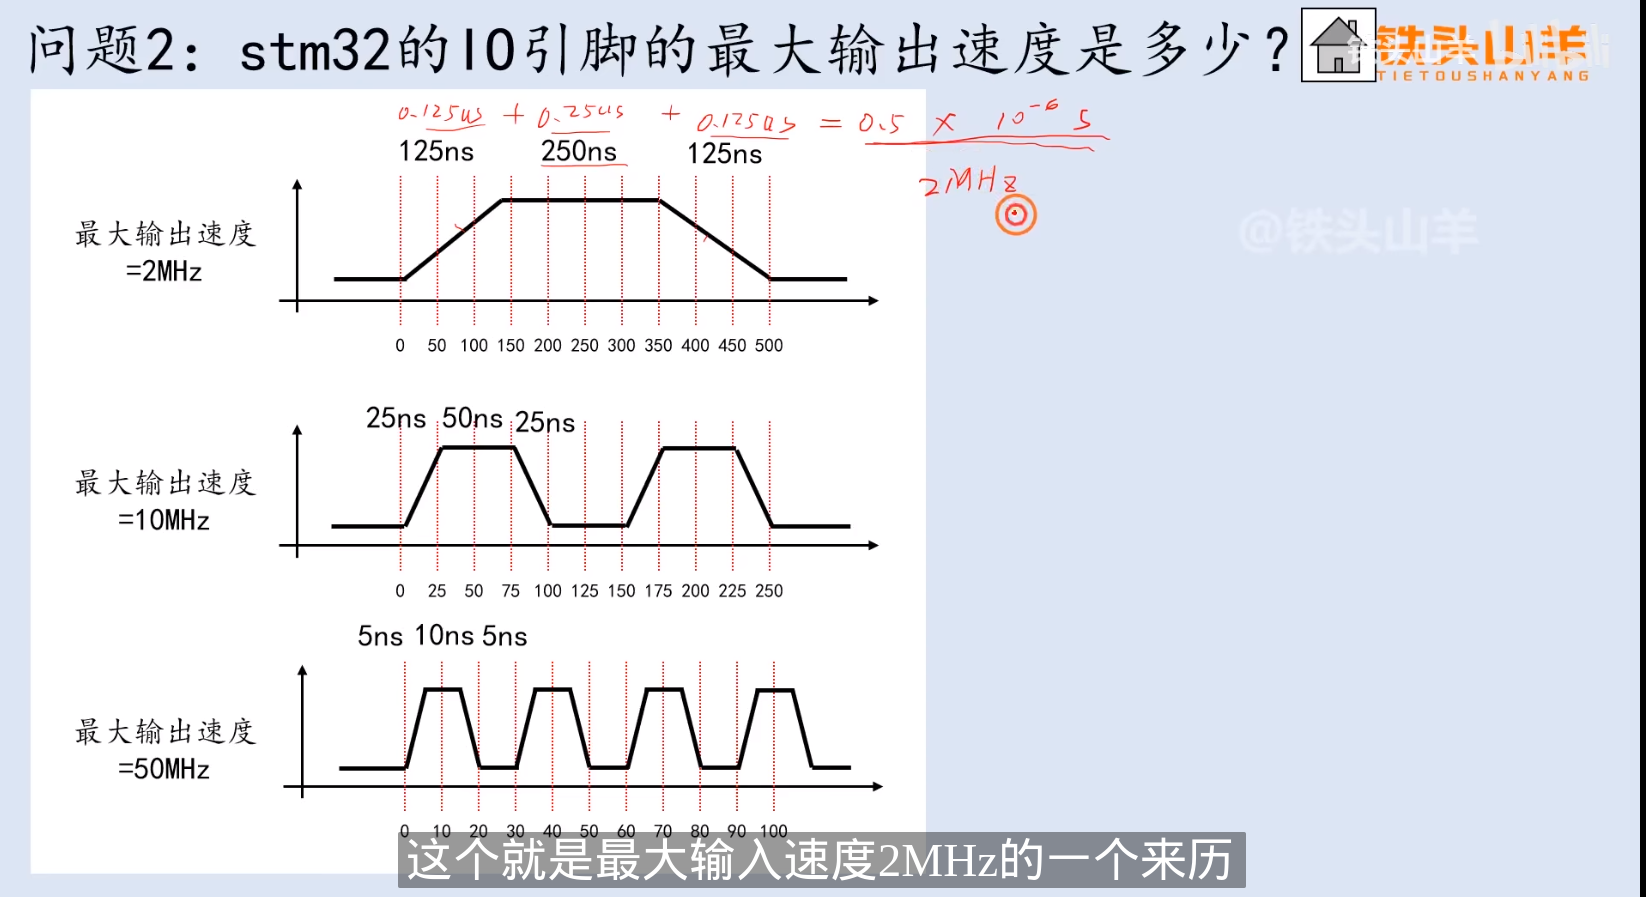 问题2：stm32的IO引脚的最大输出速度是多少？
铁头山羊
TIETOUSHANYANG
0.125us + 0.25us + 0.125us = 0.5 × 10⁻⁶ s
125ns 250ns 125ns
2MHz
@铁头山羊
最大输出速度
=2MHz
0 50 100 150 200 250 300 350 400 450 500
25ns 50ns 25ns
最大输出速度
=10MHz
0 25 50 75 100 125 150 175 200 225 250
5ns 10ns 5ns
最大输出速度
=50MHz
0 10 20 30 40 50 60 70 80 90 100
这个就是最大输入速度2MHz的一个来历